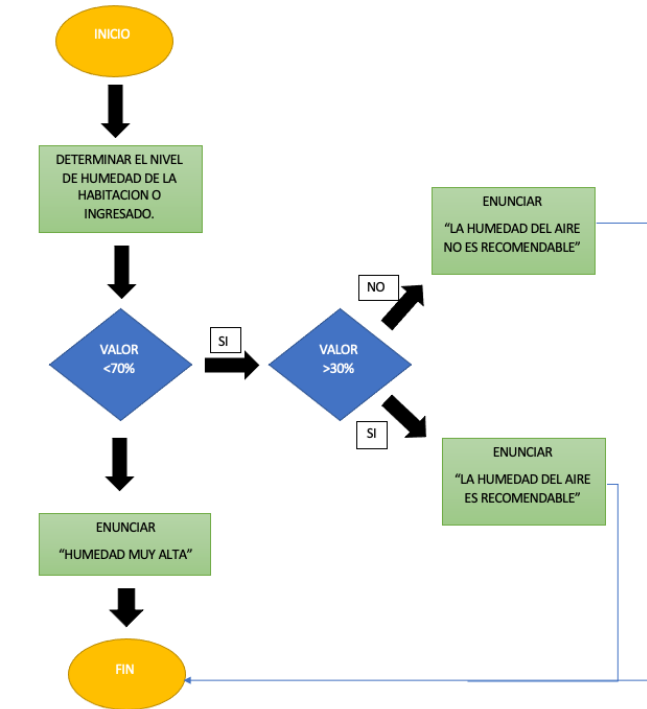 INICIO
DETERMINAR EL NIVEL
DE HUMEDAD DE LA
HABITACION O
INGRESADO.
VALOR
<70%
SI
VALOR
>30%
NO
ENUNCIAR
“LA HUMEDAD DEL AIRE
NO ES RECOMENDABLE”
SI
ENUNCIAR
“LA HUMEDAD DEL AIRE
ES RECOMENDABLE”
ENUNCIAR
“HUMEDAD MUY ALTA”
FIN